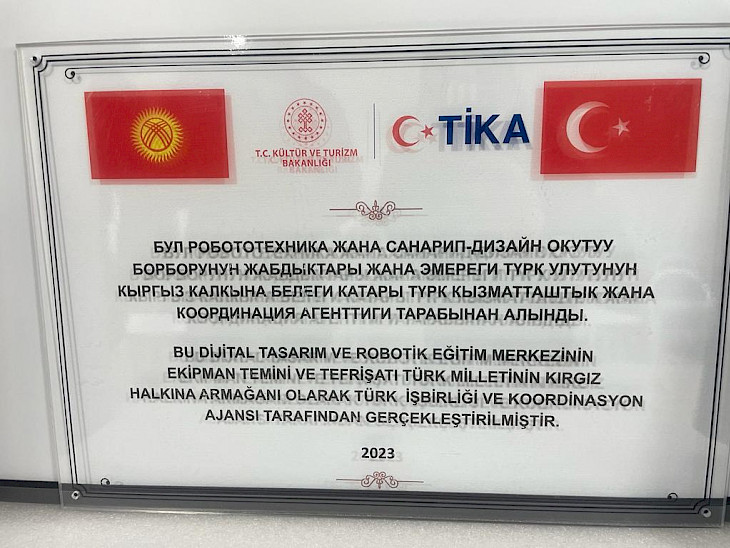 T.C. KÜLTÜR VE TURİZM
BAKANLIĞI
TİKA
БУЛ РОБОТОТЕХНИКА ЖАНА САНАРИП-ДИЗАЙН ОКУТУУ
БОРБОРУНУН ЖАБДЫКТАРЫ ЖАНА ЭМЕРЕГИ ТҮРК УЛУТУНУН
КЫРГЫЗ КАЛКЫНА БЕЛЕГИ КАТАРЫ ТҮРК КЫЗМАТТАШТЫК ЖАНА
КООРДИНАЦИЯ АГЕНТТИГИ ТАРАБЫНАН АЛЫНДЫ.
BU DİJİTAL TASARIM VE ROBOTİK EĞİTİM MERKEZİNİN
EKİPMAN TEMİNİ VE TEFRİŞATI TÜRK MİLLETİNİN KIRGIZ
HALKINA ARMAĞANI OLARAK TÜRK İŞBİRLİĞİ VE KOORDİNASYON
AJANSI TARAFINDAN GERÇEKLEŞTİRİLMİŞTİR.
2023